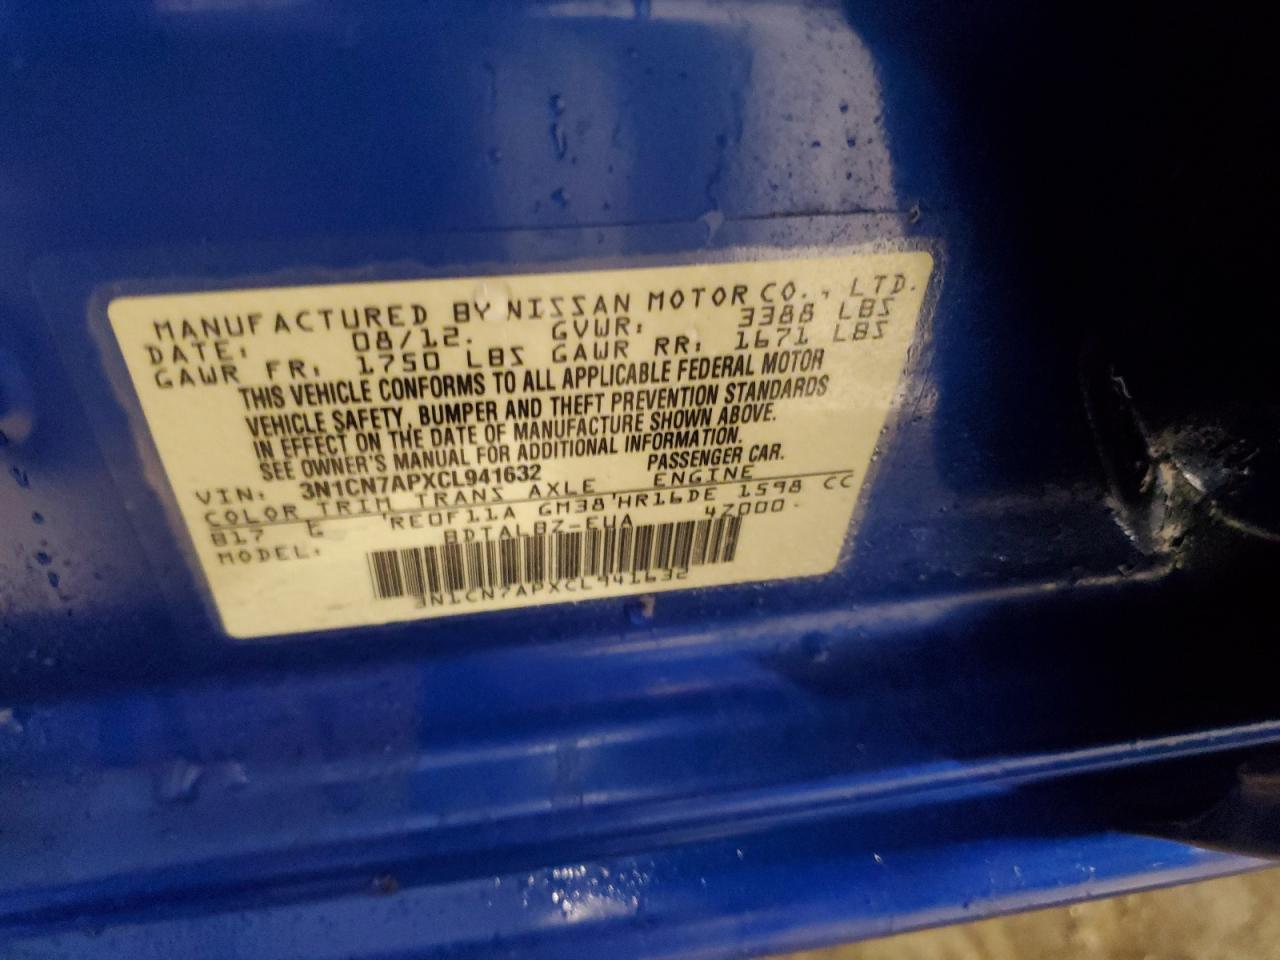 MANUFACTURED BY NISSAN MOTOR CO., LTD.
DATE: 08/12. GVWR: 3388 LBS
GAWR FR: 1750 LBS GAWR RR: 1671 LBS
THIS VEHICLE CONFORMS TO ALL APPLICABLE FEDERAL MOTOR
VEHICLE SAFETY, BUMPER AND THEFT PREVENTION STANDARDS
IN EFFECT ON THE DATE OF MANUFACTURE SHOWN ABOVE.
SEE OWNER'S MANUAL FOR ADDITIONAL INFORMATION.
VIN: 3N1CN7APXCL941632 PASSENGER CAR.
COLOR TRIM TRANS AXLE ENGINE
B17 G RE0F11A GM38 HR16DE 1598 CC
MODEL: BDTALBZ-EUA 4Z000-
3N1CN7APXCL941632